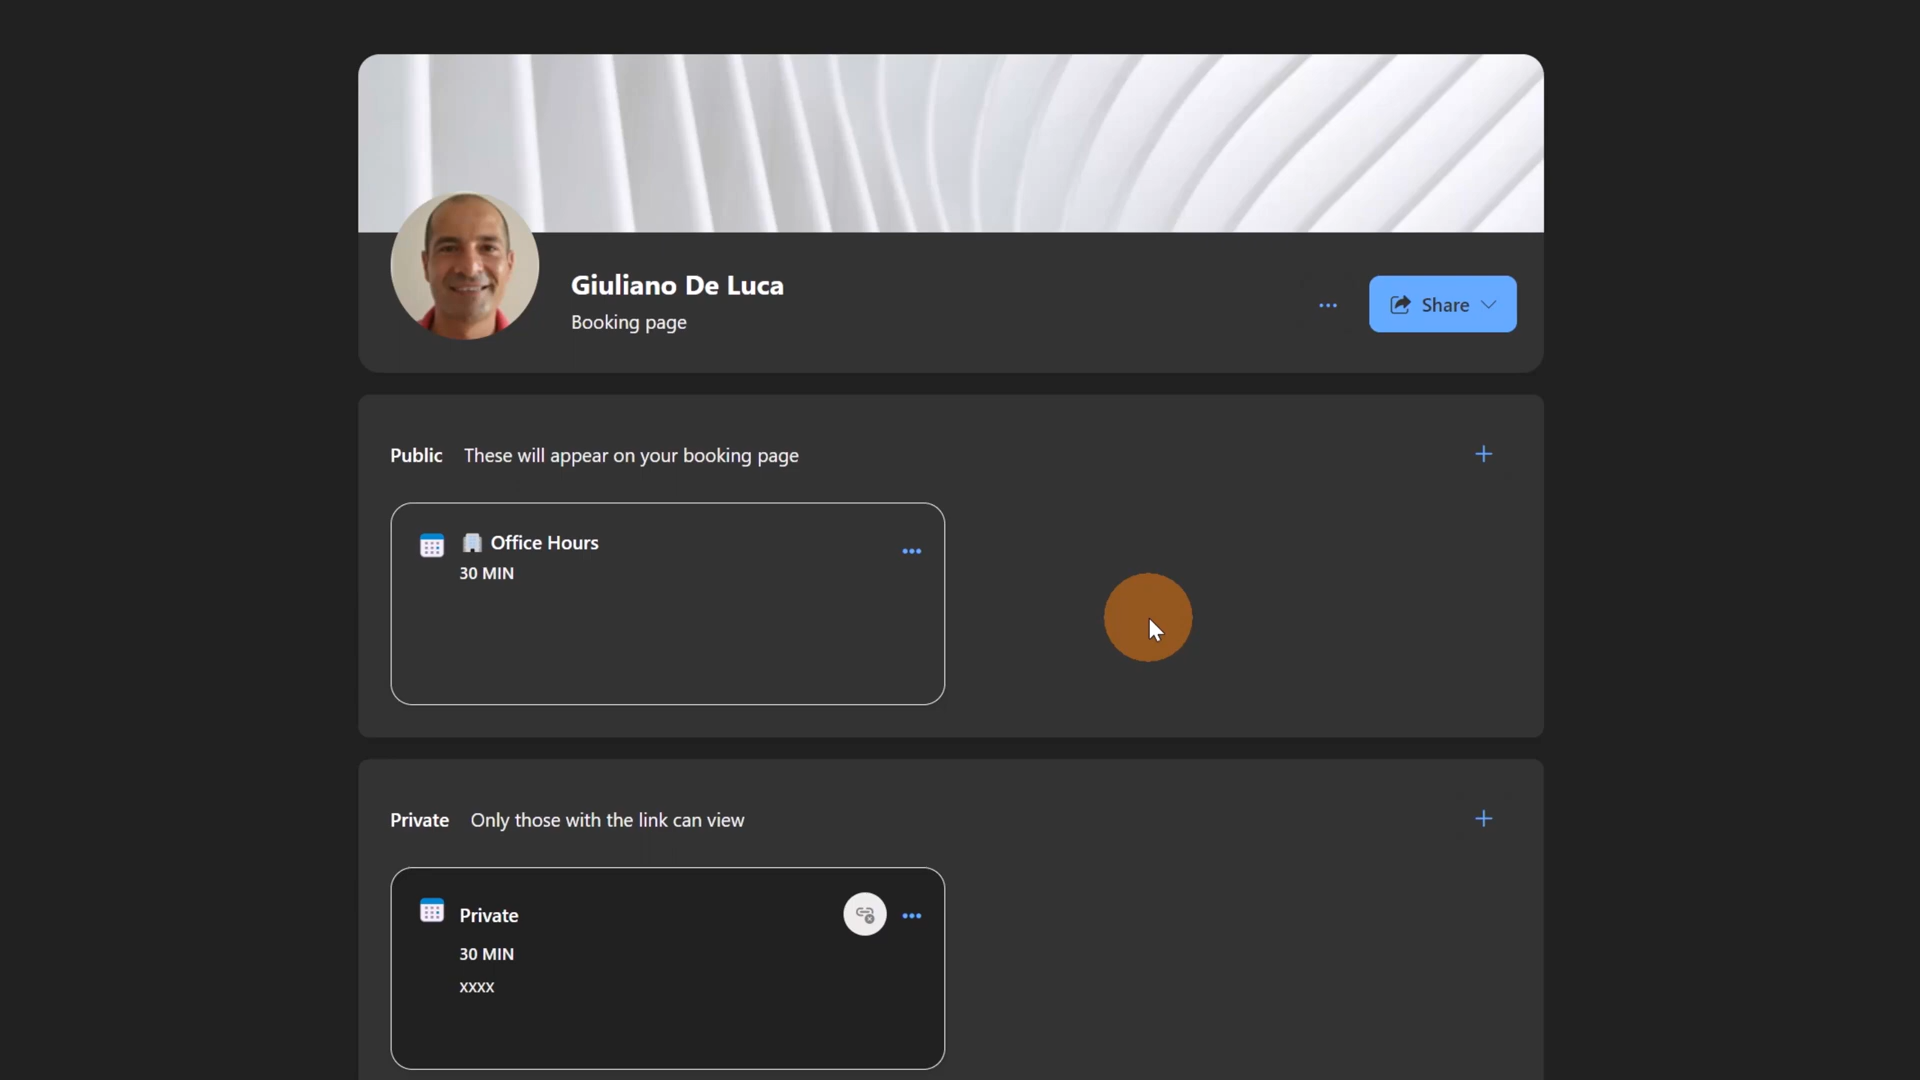 Giuliano De Luca
Booking page
Share
Public These will appear on your booking page
Office Hours
30 MIN
Private Only those with the link can view
Private
30 MIN
xxxx